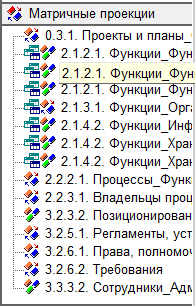 Матричные проекции
0.3.1. Проекты и планы_
2.1.2.1. Функции_Фун
2.1.2.1. Функции_Фун
2.1.2.1. Функции_Фун
2.1.3.1. Функции_Орга
2.1.4.2. Функции_Инф
2.1.4.2. Функции_Хран
2.1.4.2. Функции_Хран
2.2.2.1. Процессы_Функ
2.2.3.1. Владельцы проц
3.2.3.2. Позиционирован
3.2.5.1. Регламенты, уст
3.2.6.1. Права, полномоч
3.2.6.2. Требования
3.3.3.2. Сотрудники_Адм